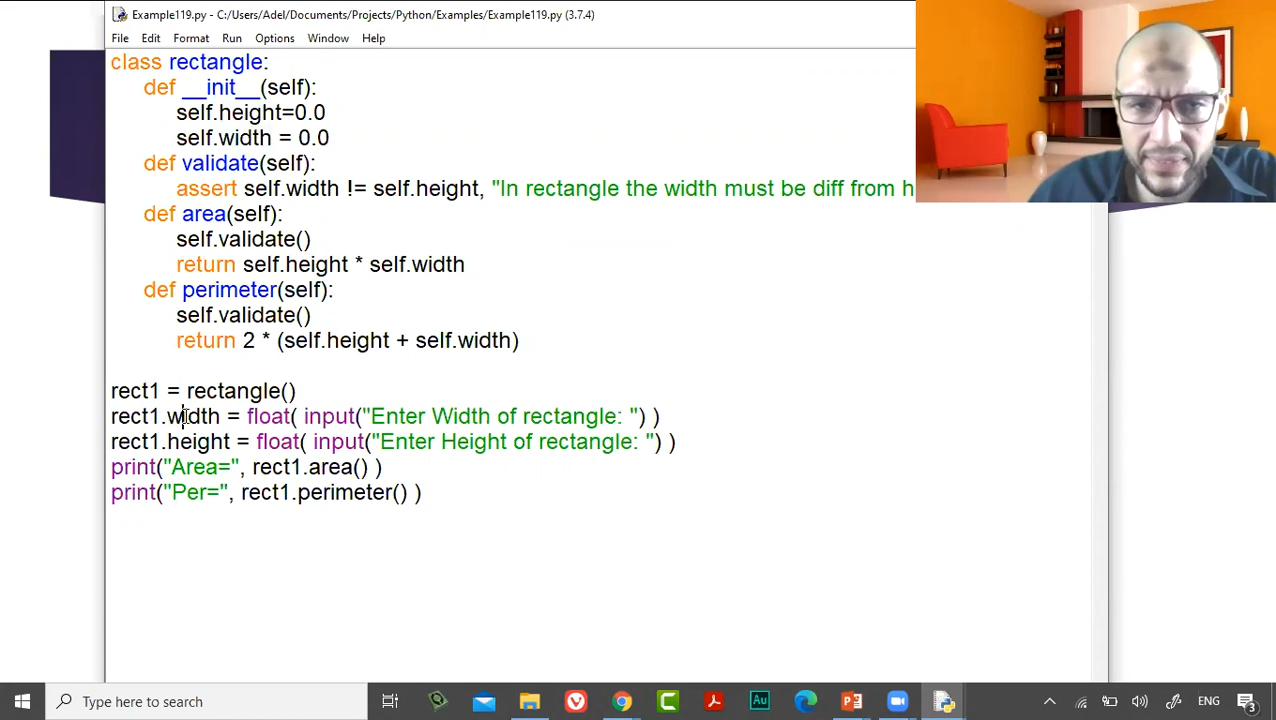 Example119.py - C:/Users/Adel/Documents/Projects/Python/Examples/Example119.py (3.7.4)
File Edit Format Run Options Window Help
class rectangle:
def __init__(self):
self.height=0.0
self.width = 0.0
def validate(self):
assert self.width != self.height, "In rectangle the width must be diff from h
def area(self):
self.validate()
return self.height * self.width
def perimeter(self):
self.validate()
return 2 * (self.height + self.width)
rect1 = rectangle()
rect1.width = float( input("Enter Width of rectangle: ") )
rect1.height = float( input("Enter Height of rectangle: ") )
print("Area=", rect1.area() )
print("Per=", rect1.perimeter() )
Type here to search Au ENG 3